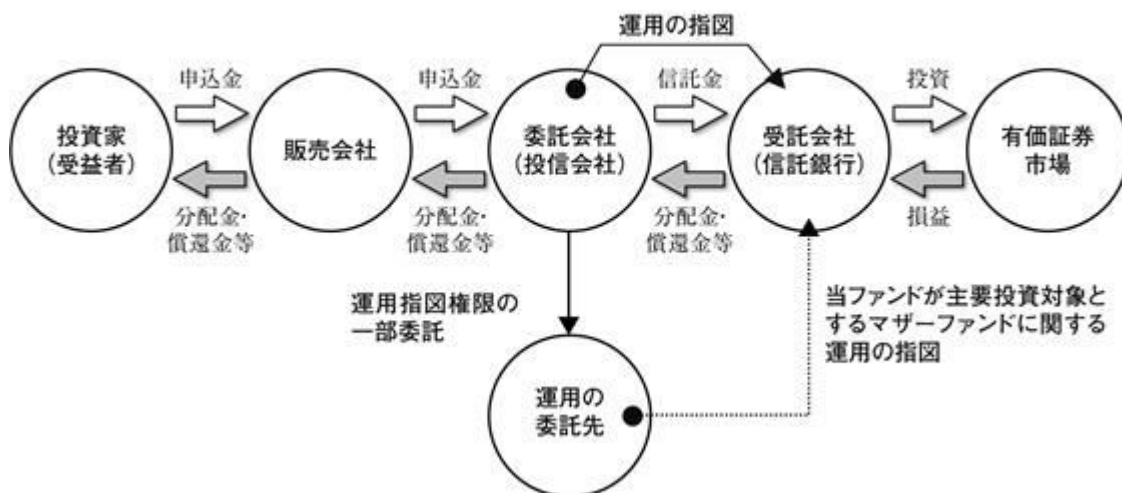 運用の指図
申込金
申込金
信託金
投資
投資家
(受益者)
販売会社
委託会社
(投信会社)
受託会社
(信託銀行)
有価証券
市場
分配金・
償還金等
分配金・
償還金等
分配金・
償還金等
損益
運用指図権限の
一部委託
当ファンドが主要投資対象と
するマザーファンドに関する
運用の指図
運用の
委託先